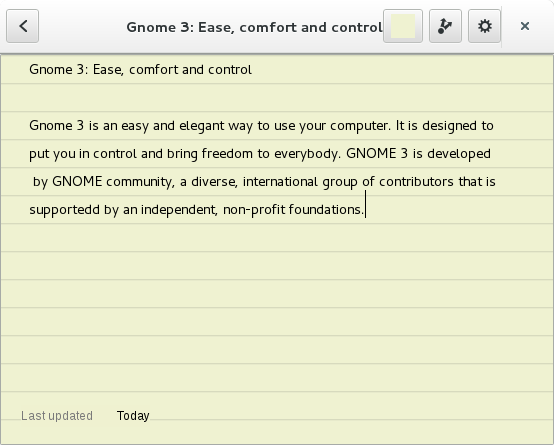 Gnome 3: Ease, comfort and control
Gnome 3: Ease, comfort and control
Gnome 3 is an easy and elegant way to use your computer. It is designed to
put you in control and bring freedom to everybody. GNOME 3 is developed
by GNOME community, a diverse, international group of contributors that is
supportedd by an independent, non-profit foundations.
Last updated Today